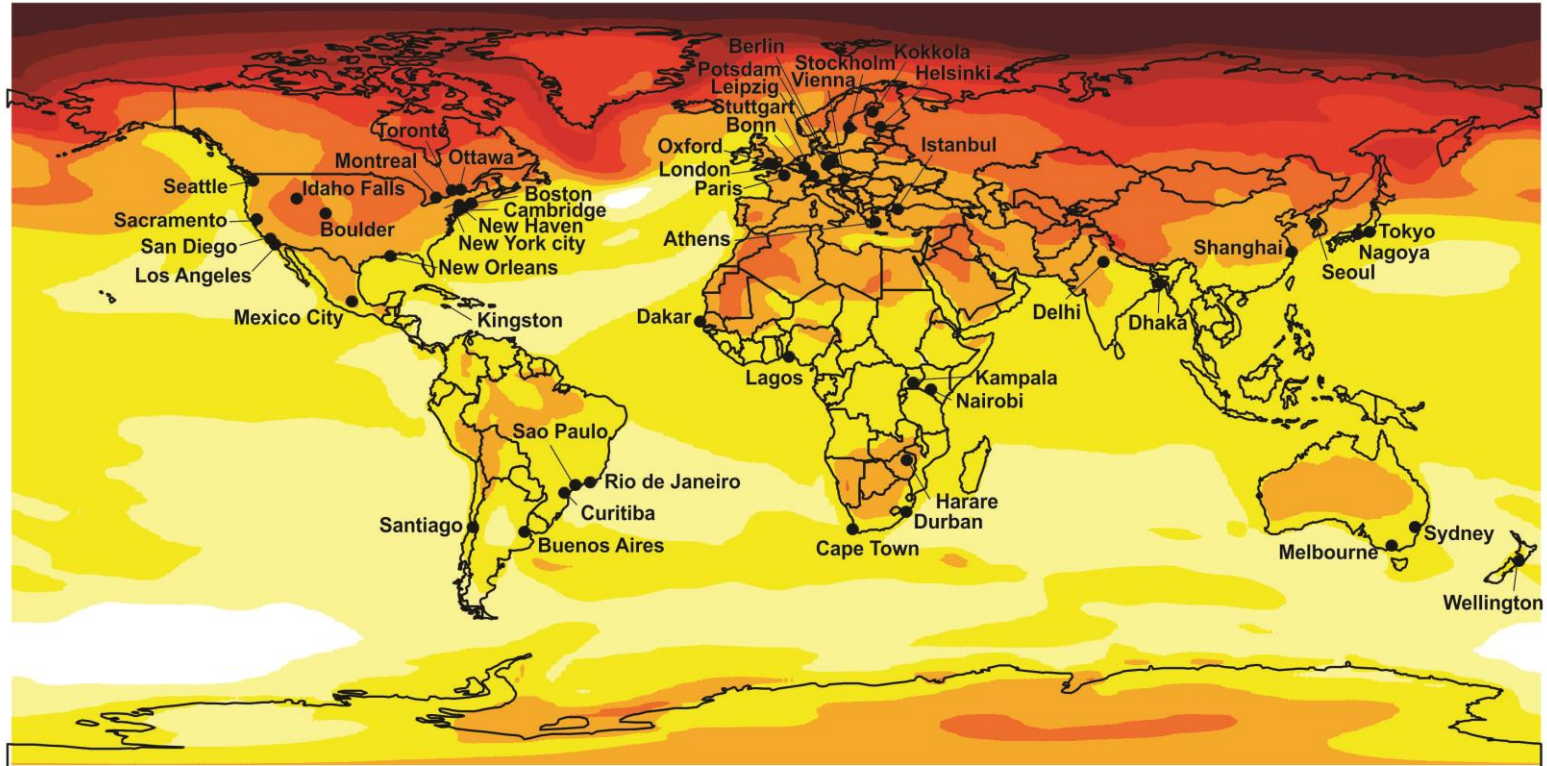 Berlin
Kokkola
Stockholm
Helsinki
Potsdam
Vienna
Leipzig
Stuttgart
Bonn
Toronto
Oxford
Istanbul
Montreal
Ottawa
London
Seattle
Idaho Falls
Paris
Boston
Cambridge
Sacramento
New Haven
Boulder
San Diego
New York city
Athens
Shanghai
Tokyo
Nagoya
Los Angeles
New Orleans
Seoul
Mexico City
Kingston
Dakar
Delhi
Dhaka
Lagos
Kampala
Nairobi
Sao Paulo
Rio de Janeiro
Harare
Curitiba
Durban
Santiago
Buenos Aires
Cape Town
Sydney
Melbourne
Wellington